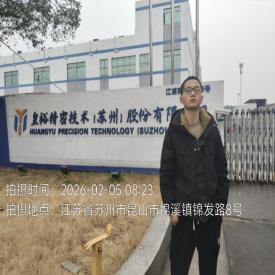 皇裕精密技术(苏州)股份有限
HUANGYU PRECISION TECHNOLOGY (SUZHOU
拍摄时间：2026-02-05 08:23
拍摄地点：江苏省苏州市昆山市锦溪镇锦发路8号